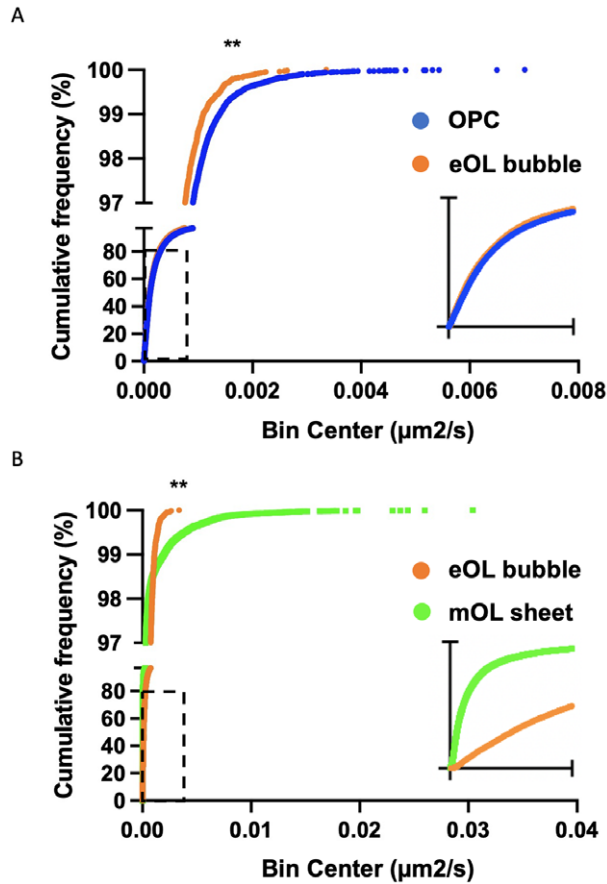 A
**
Cumulative frequency (%)
100
99
98
97
80
60
40
20
0
OPC
eOL bubble
0.000 0.002 0.004 0.006 0.008
Bin Center (µm2/s)
B
**
Cumulative frequency (%)
100
99
98
97
80
60
40
20
0
eOL bubble
mOL sheet
0.00 0.01 0.02 0.03 0.04
Bin Center (µm2/s)